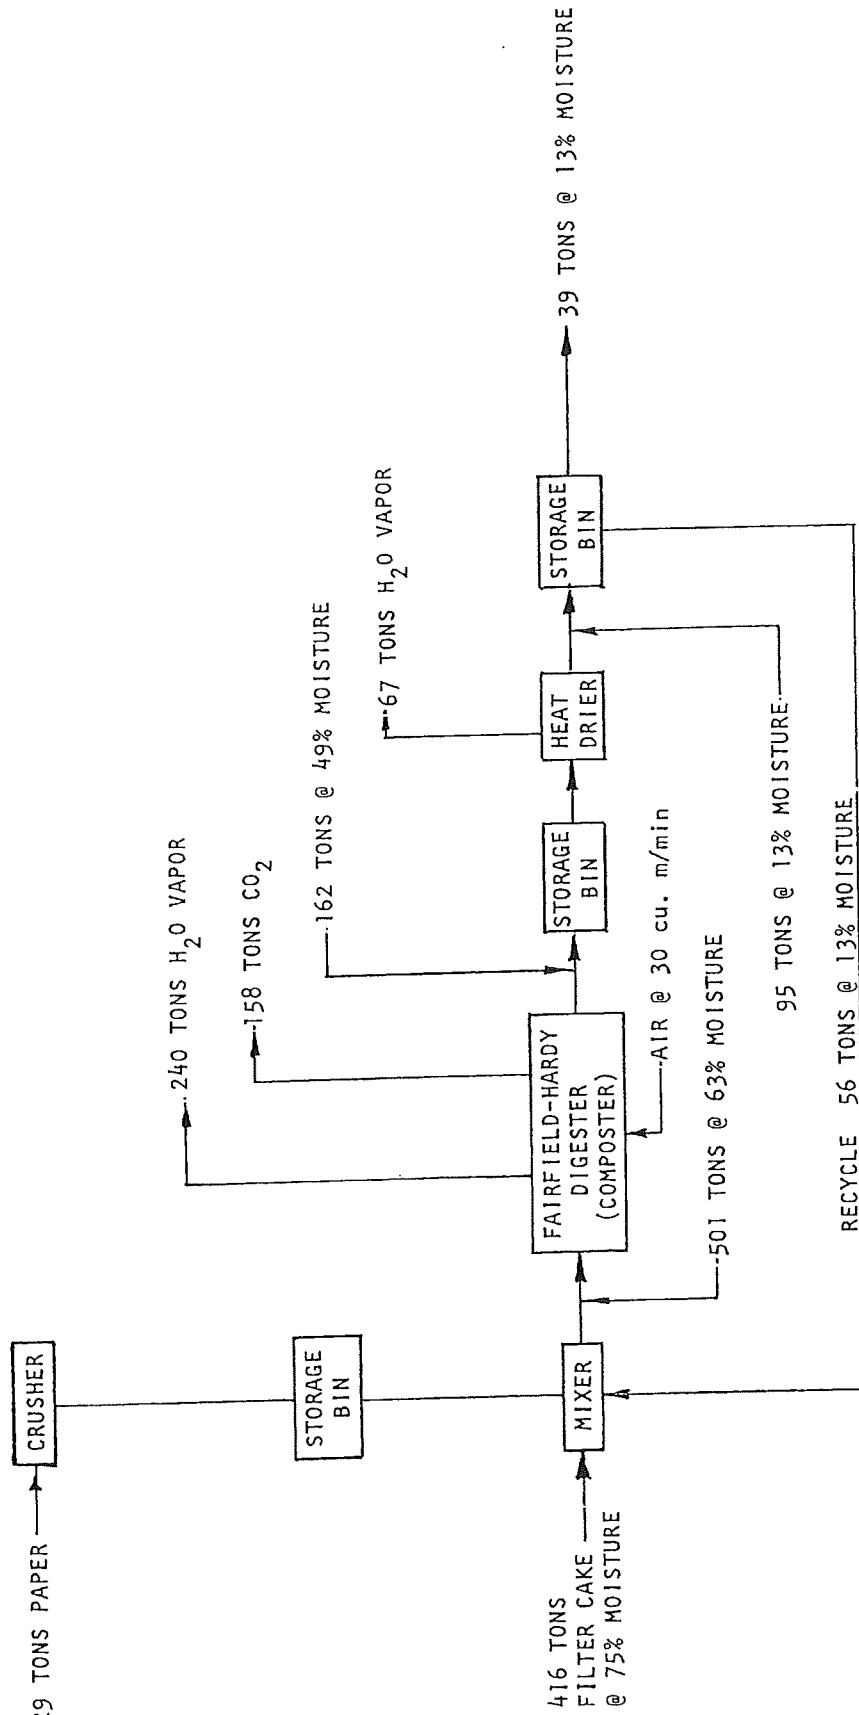 29 TONS PAPER
CRUSHER
STORAGE
BIN
416 TONS
FILTER CAKE
@ 75% MOISTURE
MIXER
501 TONS @ 63% MOISTURE
FAIRFIELD-HARDY
DIGESTER
(COMPOSTER)
240 TONS H₂O VAPOR
158 TONS CO₂
AIR @ 30 cu. m/min
162 TONS @ 49% MOISTURE
STORAGE
BIN
HEAT
DRIER
67 TONS H₂O VAPOR
95 TONS @ 13% MOISTURE
STORAGE
BIN
39 TONS @ 13% MOISTURE
RECYCLE 56 TONS @ 13% MOISTURE